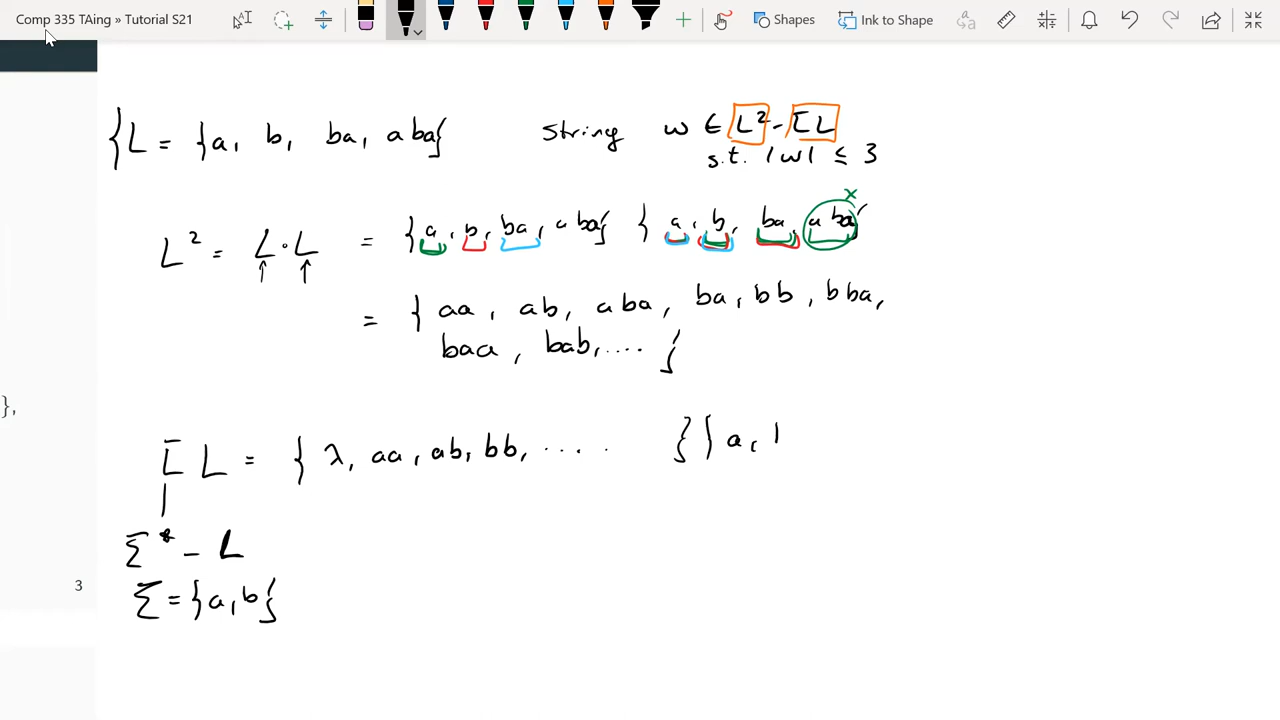 Comp 335 TAing » Tutorial S21
Shapes
Ink to Shape
{L = {a, b, ba, aba} string w ∈ L² - C L
s.t. |w| ≤ 3
L² = L · L = {a, b, ba, aba} { a, b, ba, aba} x
= { aa, ab, aba, ba, bb, bba,
baa, bab, .... }
},
C L = { λ, aa, ab, bb, ..... } \ { a,
Σ* - L
3
Σ = {a, b}